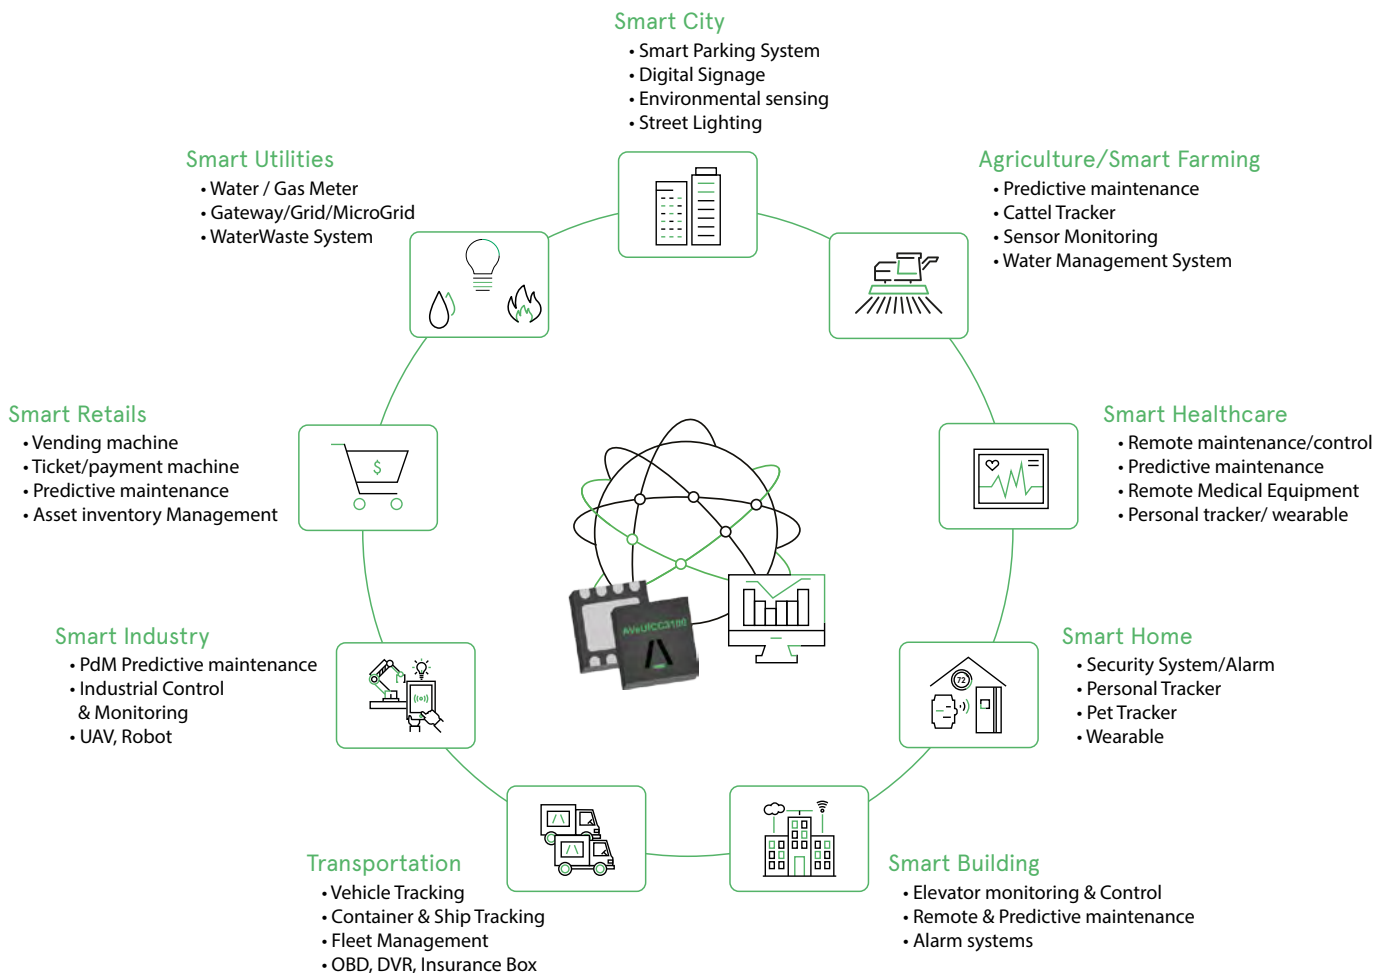 Smart City
• Smart Parking System
• Digital Signage
• Environmental sensing
• Street Lighting
Smart Utilities
• Water / Gas Meter
• Gateway/Grid/MicroGrid
• WaterWaste System
Agriculture/Smart Farming
• Predictive maintenance
• Cattel Tracker
• Sensor Monitoring
• Water Management System
Smart Retails
• Vending machine
• Ticket/payment machine
• Predictive maintenance
• Asset inventory Management
$
Smart Healthcare
• Remote maintenance/control
• Predictive maintenance
• Remote Medical Equipment
• Personal tracker/ wearable
AVeUICC3100
Smart Industry
• PdM Predictive maintenance
• Industrial Control
& Monitoring
• UAV, Robot
Smart Home
• Security System/Alarm
• Personal Tracker
• Pet Tracker
• Wearable
72
Transportation
• Vehicle Tracking
• Container & Ship Tracking
• Fleet Management
• OBD, DVR, Insurance Box
Smart Building
• Elevator monitoring & Control
• Remote & Predictive maintenance
• Alarm systems